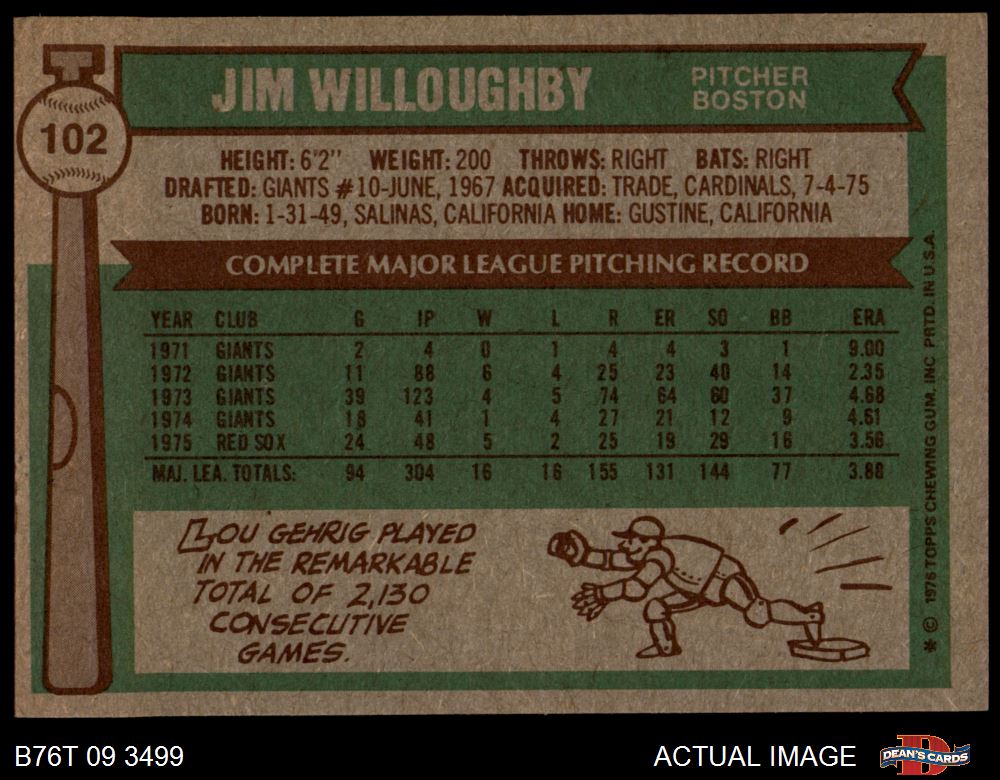 102
JIM WILLOUGHBY
PITCHER
BOSTON
HEIGHT: 6'2" WEIGHT: 200 THROWS: RIGHT BATS: RIGHT
DRAFTED: GIANTS #10-JUNE, 1967 ACQUIRED: TRADE, CARDINALS, 7-4-75
BORN: 1-31-49, SALINAS, CALIFORNIA HOME: GUSTINE, CALIFORNIA
COMPLETE MAJOR LEAGUE PITCHING RECORD
YEAR CLUB G IP W L R ER SO BB ERA
1971 GIANTS 2 4 0 1 4 4 3 1 9.00
1972 GIANTS 11 88 6 4 25 23 40 14 2.35
1973 GIANTS 39 123 4 5 74 64 60 37 4.68
1974 GIANTS 18 41 1 4 27 21 12 9 4.61
1975 RED SOX 24 48 5 2 25 19 29 16 3.56
MAJ. LEA. TOTALS: 94 304 16 16 155 131 144 77 3.88
LOU GEHRIG PLAYED
IN THE REMARKABLE
TOTAL OF 2,130
CONSECUTIVE
GAMES.
* © 1976 TOPPS CHEWING GUM, INC. PRTD. IN U.S.A.
B76T 09 3499
ACTUAL IMAGE
D
DEAN'S CARDS